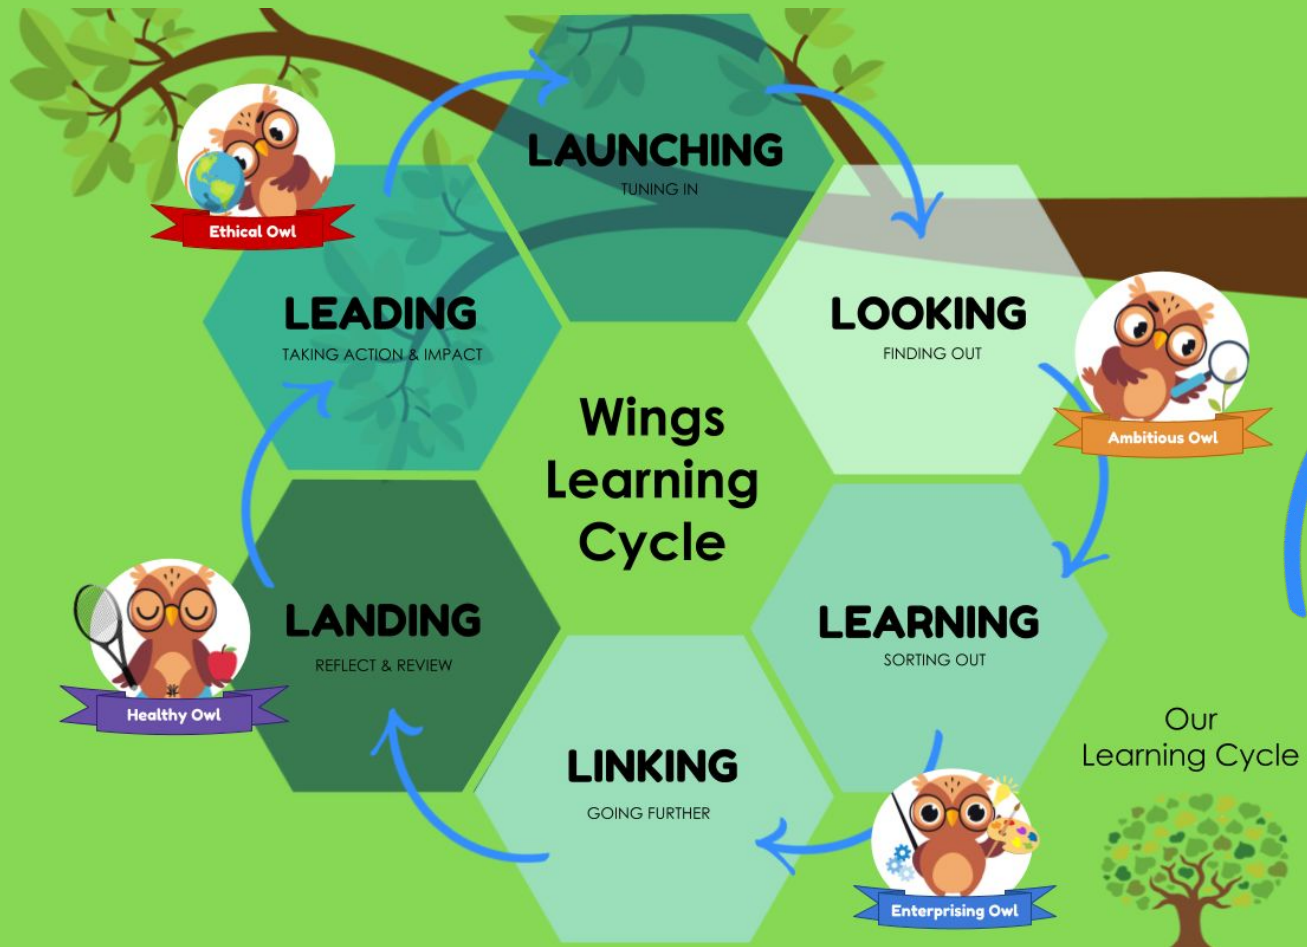 LAUNCHING
TUNING IN
Ethical Owl
LEADING
TAKING ACTION & IMPACT
LOOKING
FINDING OUT
Ambitious Owl
Wings
Learning
Cycle
LANDING
REFLECT & REVIEW
Healthy Owl
LEARNING
SORTING OUT
LINKING
GOING FURTHER
Enterprising Owl
Our
Learning Cycle